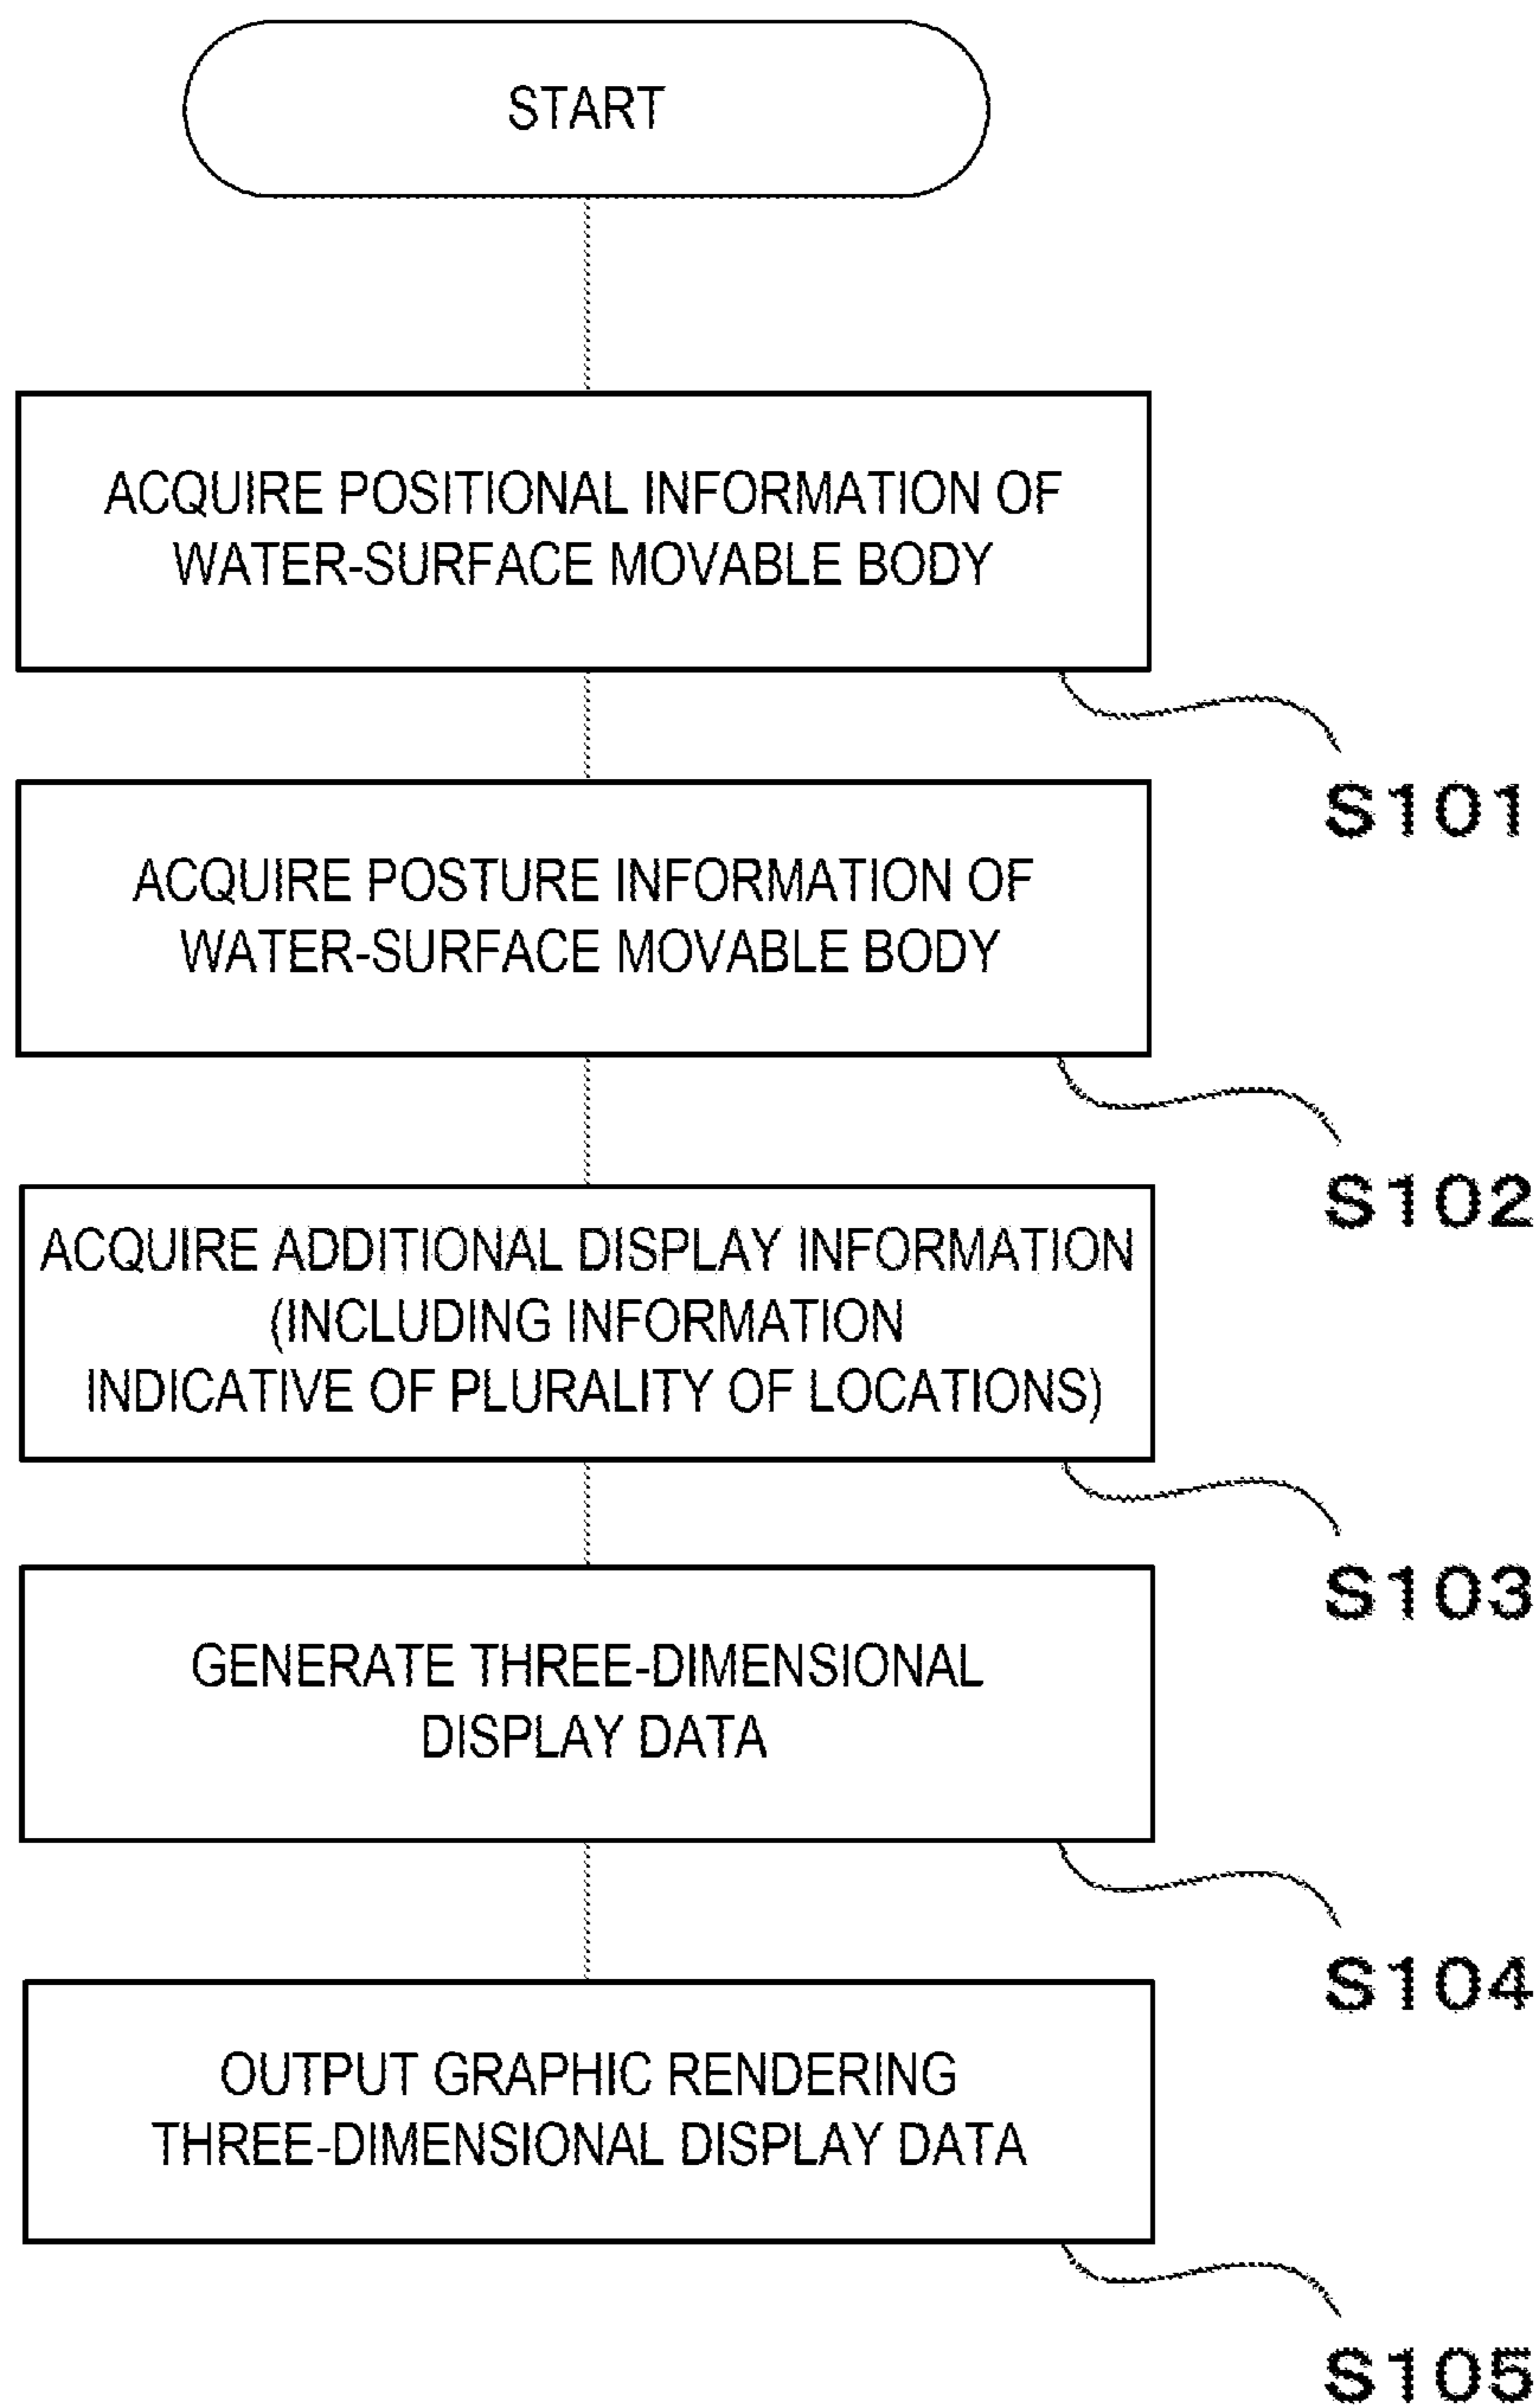 START
ACQUIRE POSITIONAL INFORMATION OF
WATER-SURFACE MOVABLE BODY
S101
ACQUIRE POSTURE INFORMATION OF
WATER-SURFACE MOVABLE BODY
S102
ACQUIRE ADDITIONAL DISPLAY INFORMATION
(INCLUDING INFORMATION
INDICATIVE OF PLURALITY OF LOCATIONS)
S103
GENERATE THREE-DIMENSIONAL
DISPLAY DATA
S104
OUTPUT GRAPHIC RENDERING
THREE-DIMENSIONAL DISPLAY DATA
S105